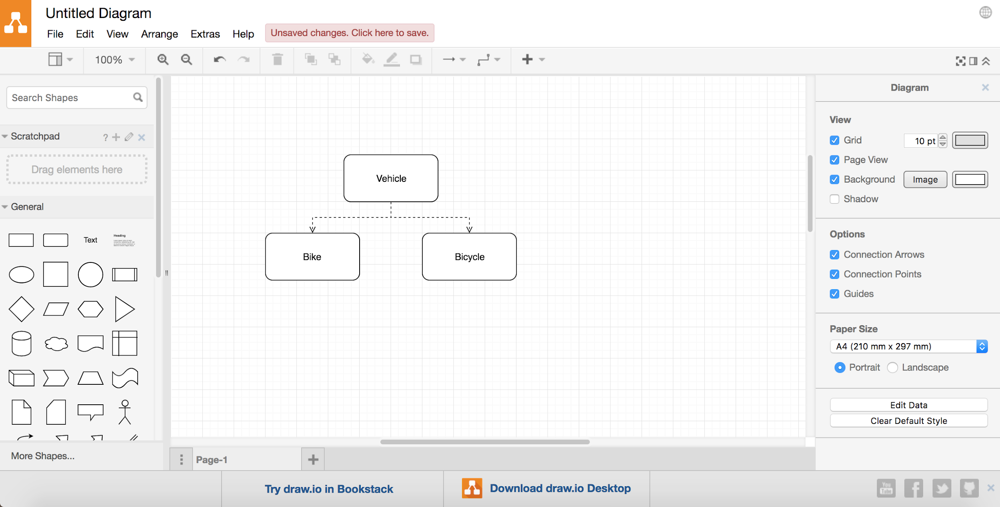 Untitled Diagram
File Edit View Arrange Extras Help Unsaved changes. Click here to save.
100%
Search Shapes
Scratchpad ?
Drag elements here
General
Text
Heading
More Shapes...
Vehicle
Bike Bicycle
Page-1
Diagram
View
Grid 10 pt
Page View
Background Image
Shadow
Options
Connection Arrows
Connection Points
Guides
Paper Size
A4 (210 mm x 297 mm)
Portrait Landscape
Edit Data
Clear Default Style
Try draw.io in Bookstack Download draw.io Desktop
You
Tube